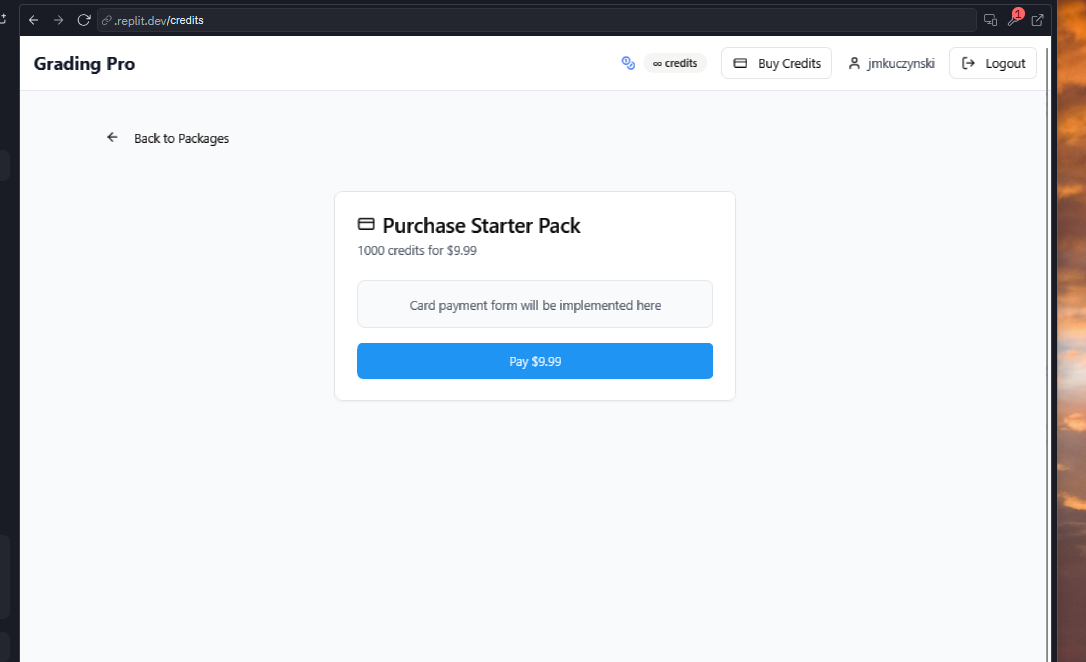 .replit.dev/credits
1
Grading Pro
∞ credits
Buy Credits
jmkuczynski
Logout
Back to Packages
Purchase Starter Pack
1000 credits for $9.99
Card payment form will be implemented here
Pay $9.99